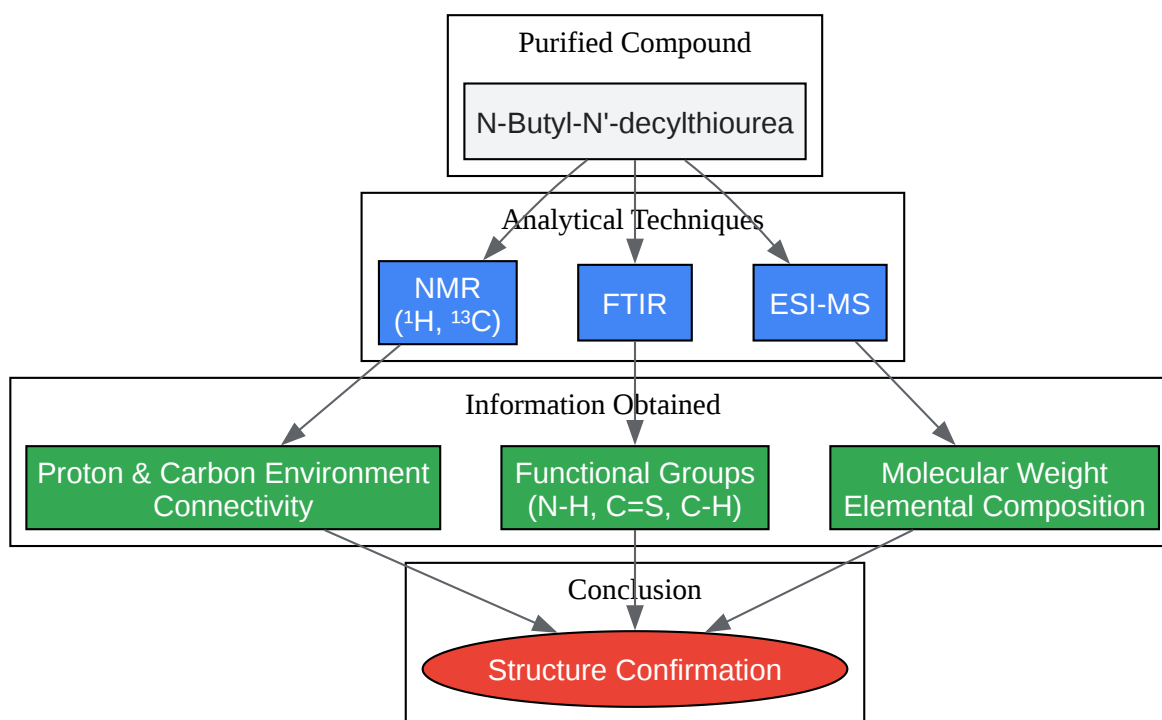 Purified Compound
N-Butyl-N'-decylthiourea
Analytical Techniques
NMR
(¹H, ¹³C)
FTIR
ESI-MS
Information Obtained
Proton & Carbon Environment
Connectivity
Functional Groups
(N-H, C=S, C-H)
Molecular Weight
Elemental Composition
Conclusion
Structure Confirmation